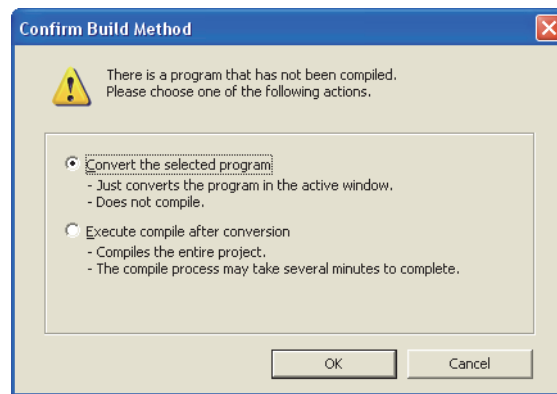 Confirm Build Method
There is a program that has not been compiled.
Please choose one of the following actions.
Convert the selected program
- Just converts the program in the active window.
- Does not compile.
Execute compile after conversion
- Compiles the entire project.
- The compile process may take several minutes to complete.
OK
Cancel